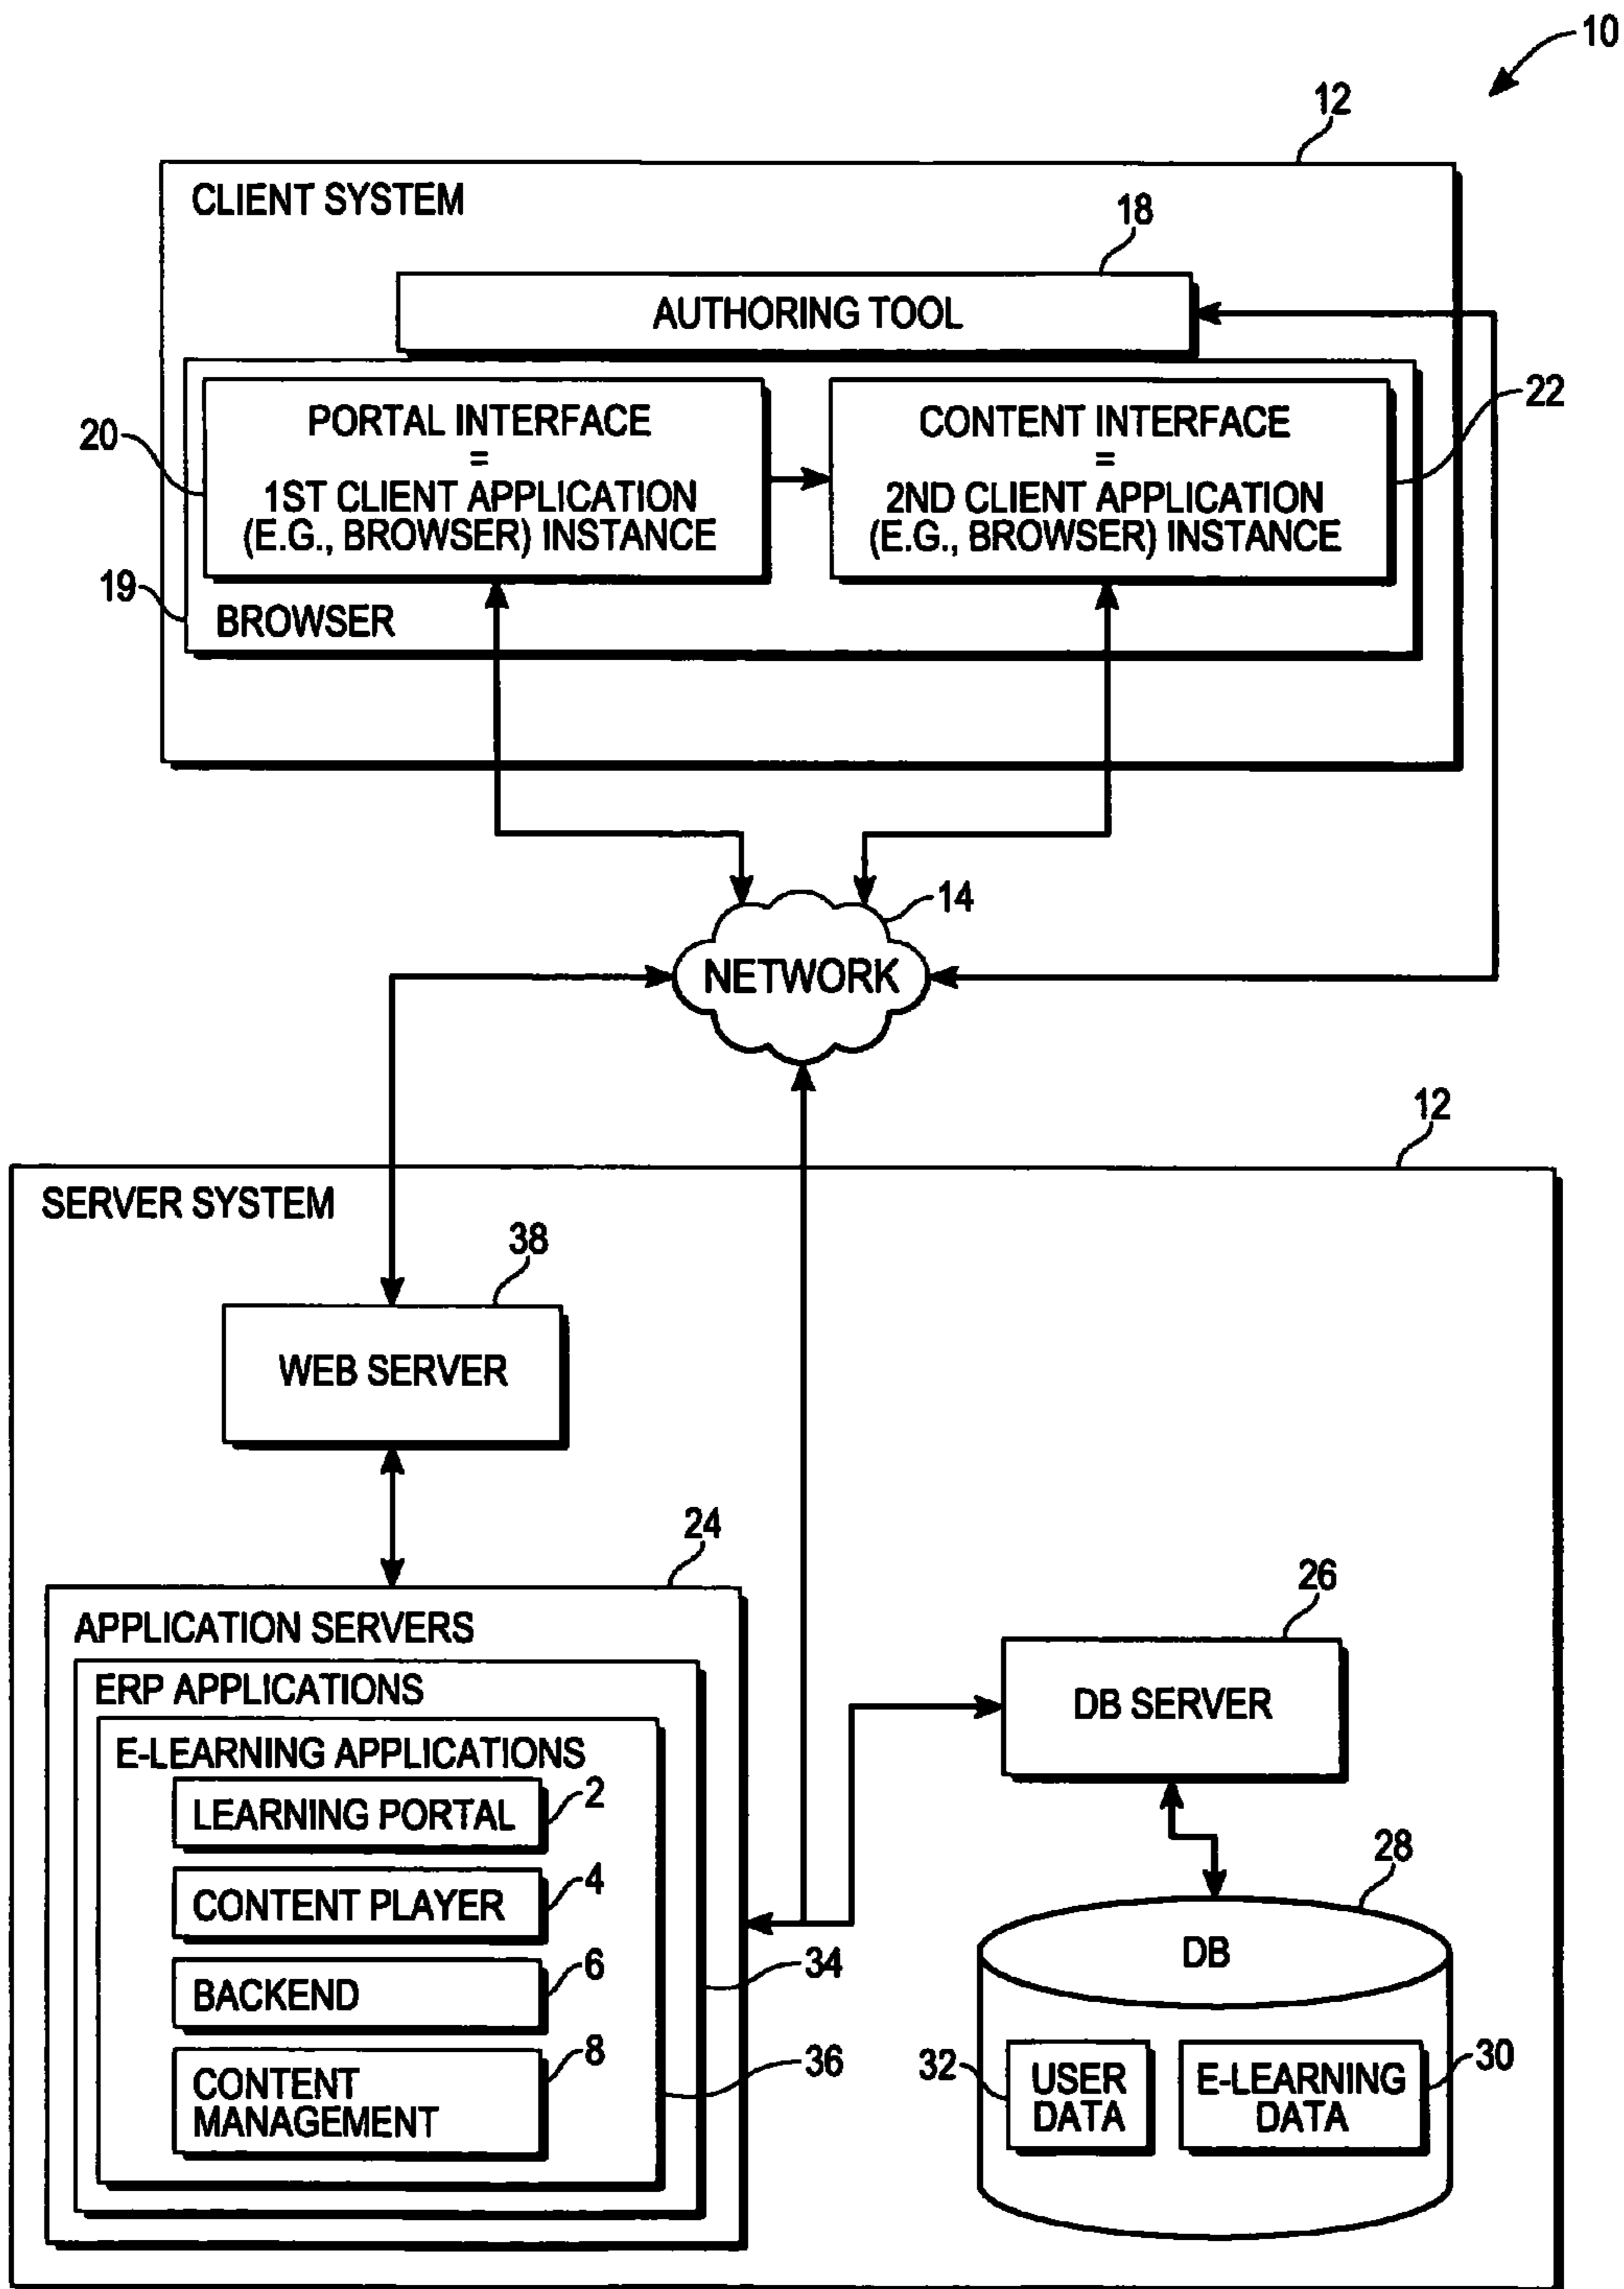 10
12
CLIENT SYSTEM
18
AUTHORING TOOL
20
PORTAL INTERFACE
=
1ST CLIENT APPLICATION
(E.G., BROWSER) INSTANCE
CONTENT INTERFACE
=
2ND CLIENT APPLICATION
(E.G., BROWSER) INSTANCE
22
19
BROWSER
14
NETWORK
12
SERVER SYSTEM
38
WEB SERVER
24
APPLICATION SERVERS
ERP APPLICATIONS
E-LEARNING APPLICATIONS
LEARNING PORTAL
2
CONTENT PLAYER
4
BACKEND
6
CONTENT
MANAGEMENT
8
34
36
26
DB SERVER
28
DB
32
USER
DATA
E-LEARNING
DATA
30